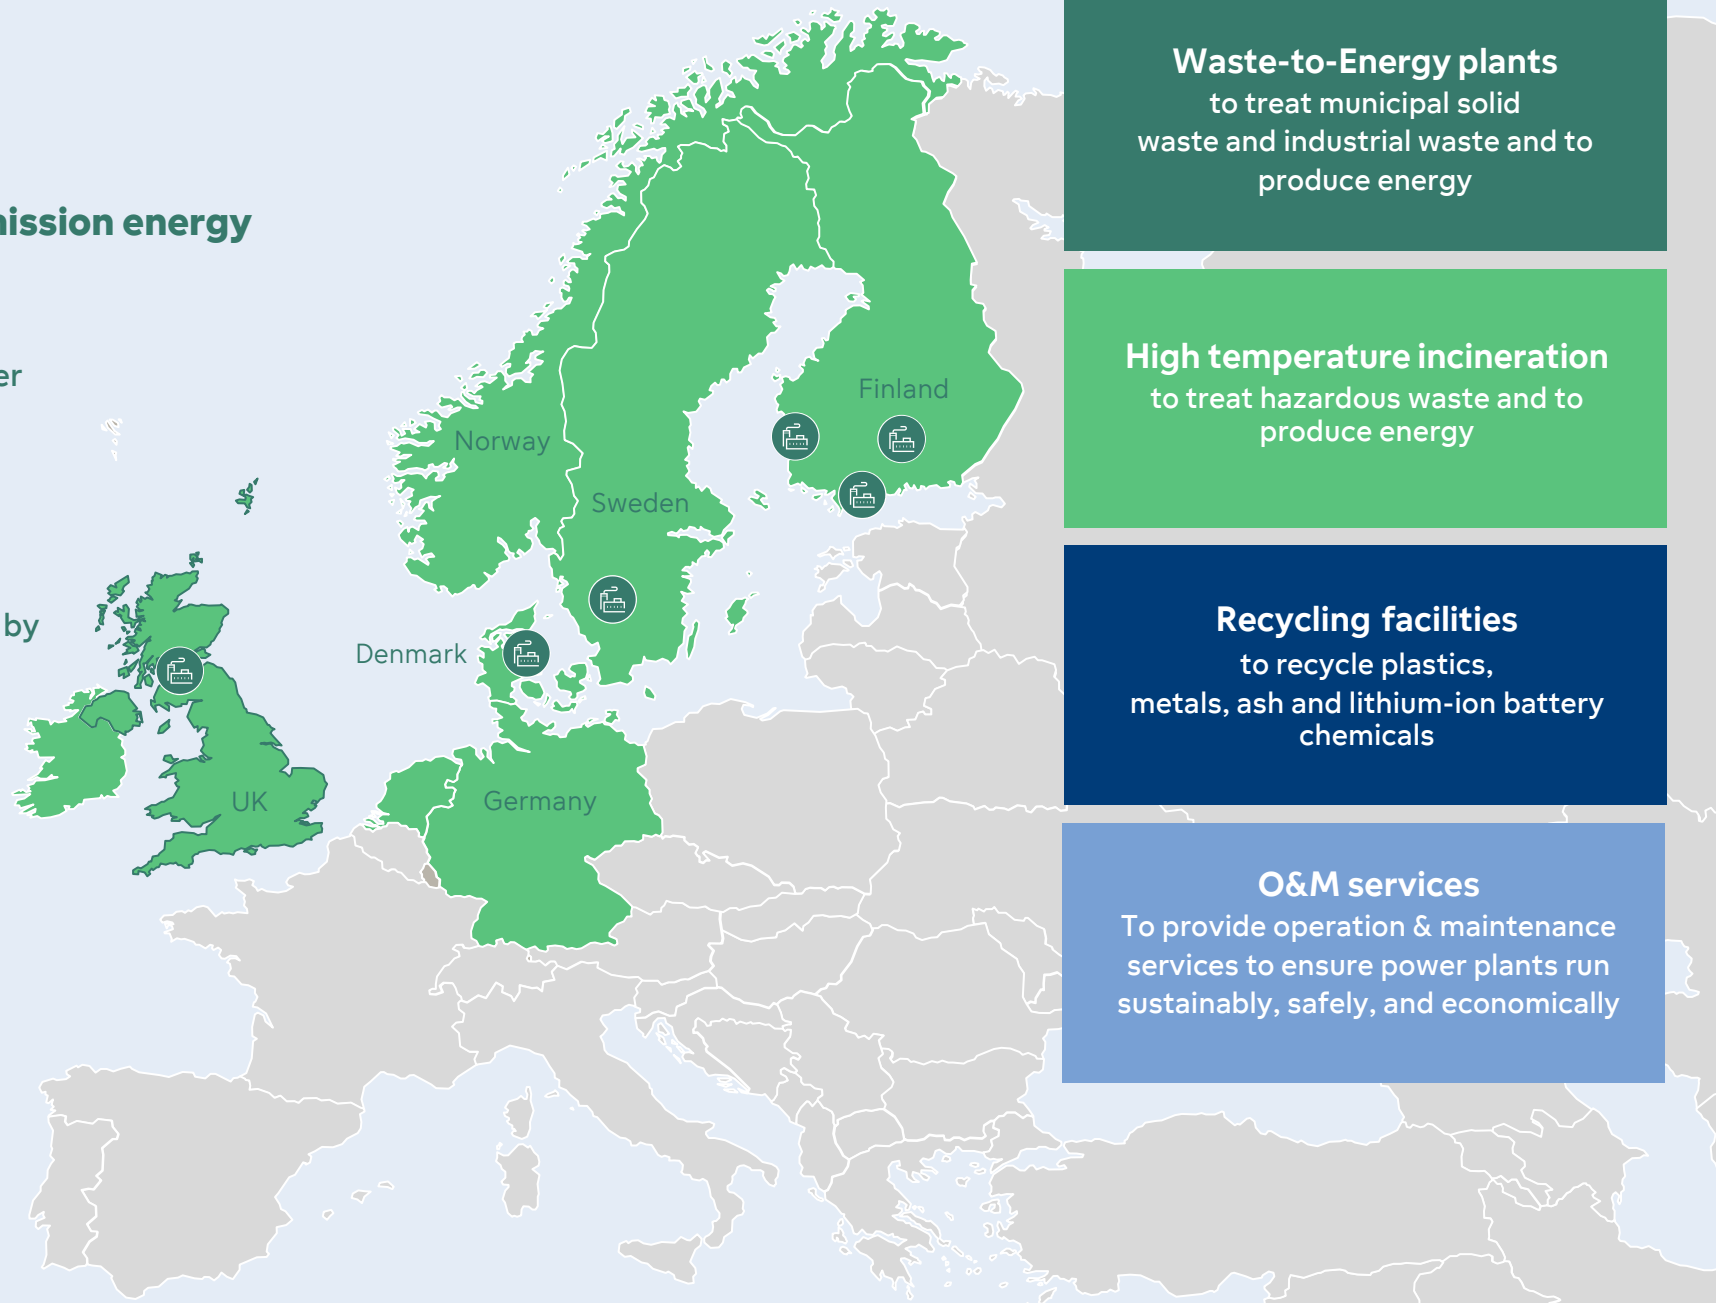 ission energy
er
by
Norway
Sweden
Finland
Denmark
UK
Germany
Waste-to-Energy plants
to treat municipal solid
waste and industrial waste and to
produce energy
High temperature incineration
to treat hazardous waste and to
produce energy
Recycling facilities
to recycle plastics,
metals, ash and lithium-ion battery
chemicals
O&M services
To provide operation & maintenance
services to ensure power plants run
sustainably, safely, and economically